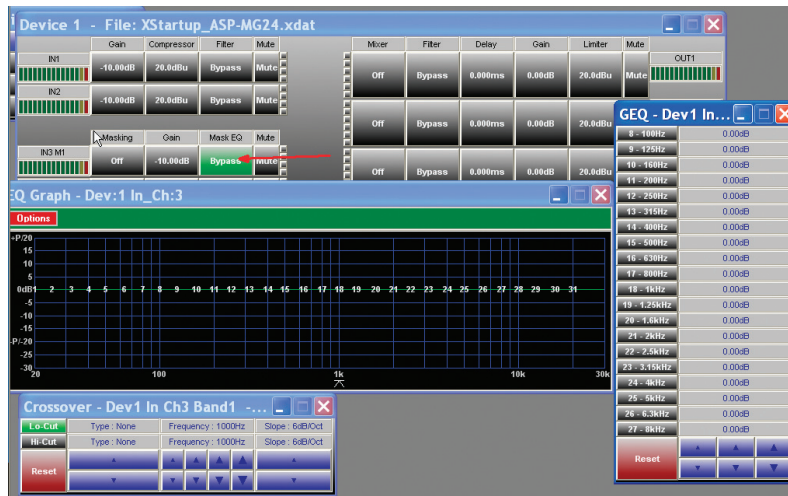 Device 1 - File: XStartup_ASP-MG24.xdat
Gain Compressor Filter Mute Mixer Filter Delay Gain Limiter Mute
IN1 -10.00dB 20.0dBu Bypass Mute Off Bypass 0.000ms 0.00dB 20.0dBu Mute OUT1
IN2 -10.00dB 20.0dBu Bypass Mute
Off Bypass 0.000ms 0.00dB 20.0dBu
Masking Gain Mask EQ Mute
IN3 M1 Off -10.00dB Bypass Mute Off Bypass 0.000ms 0.00dB 20.0dBu
EQ Graph - Dev:1 In_Ch:3
Options
+P/20
15
10
5
0dB1 2 3 4 5 6 7 8 9 10 11 12 13 14 15 16 17 18 19 20 21 22 23 24 25 26 27 28 29 30 31
-5
-10
-15
P/-20
-25
-30
20 100 1k 10k 30k
GEQ - Dev1 In...
8 - 100Hz 0.00dB
9 - 125Hz 0.00dB
10 - 160Hz 0.00dB
11 - 200Hz 0.00dB
12 - 250Hz 0.00dB
13 - 315Hz 0.00dB
14 - 400Hz 0.00dB
15 - 500Hz 0.00dB
16 - 630Hz 0.00dB
17 - 800Hz 0.00dB
18 - 1kHz 0.00dB
19 - 1.25kHz 0.00dB
20 - 1.6kHz 0.00dB
21 - 2kHz 0.00dB
22 - 2.5kHz 0.00dB
23 - 3.15kHz 0.00dB
24 - 4kHz 0.00dB
25 - 5kHz 0.00dB
26 - 6.3kHz 0.00dB
27 - 8kHz 0.00dB
Reset
Crossover - Dev1 In Ch3 Band1 -...
Lo-Cut Type : None Frequency : 1000Hz Slope : 6dB/Oct
Hi-Cut Type : None Frequency : 1000Hz Slope : 6dB/Oct
Reset